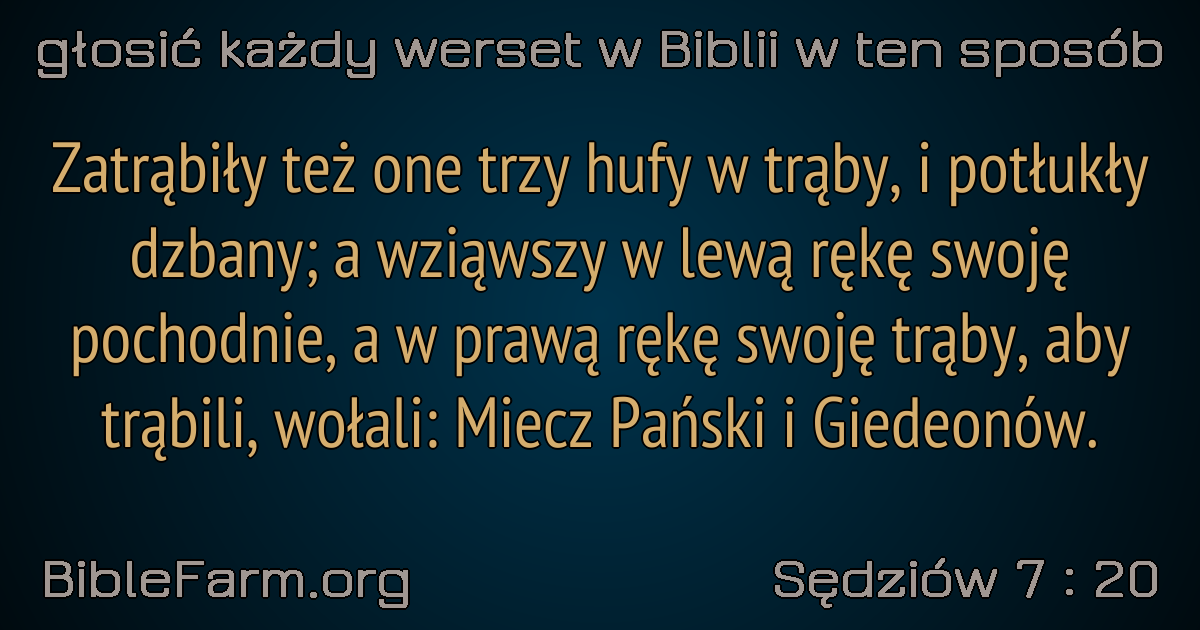 głosić każdy werset w Biblii w ten sposób
Zatrąbiły też one trzy hufy w trąby, i potłukły
dzbany; a wziąwszy w lewą rękę swoję
pochodnie, a w prawą rękę swoję trąby, aby
trąbili, wołali: Miecz Pański i Giedeonów.
BibleFarm.org
Sędziów 7 : 20